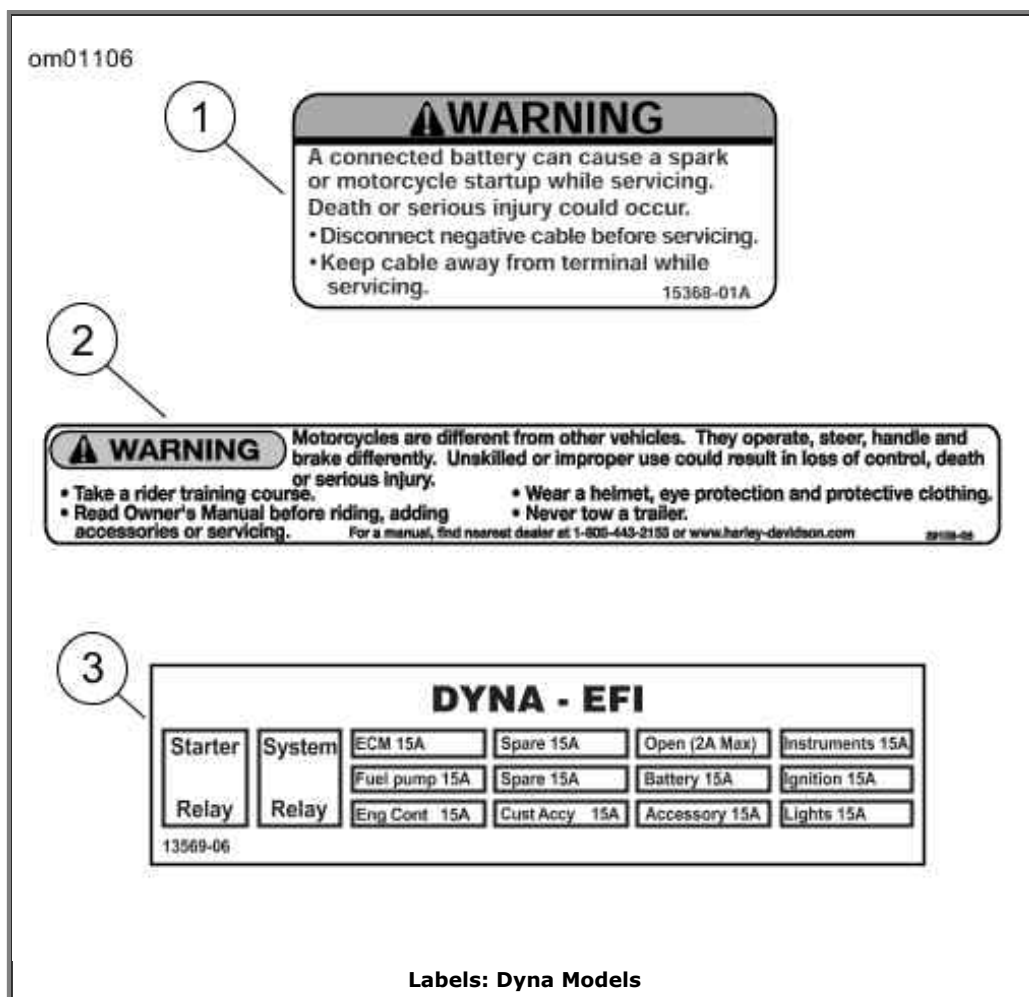 om01106
1
WARNING
A connected battery can cause a spark
or motorcycle startup while servicing.
Death or serious injury could occur.
• Disconnect negative cable before servicing.
• Keep cable away from terminal while
servicing.
15368-01A
2
WARNING
Motorcycles are different from other vehicles. They operate, steer, handle and
brake differently. Unskilled or improper use could result in loss of control, death
or serious injury.
• Take a rider training course.
• Read Owner's Manual before riding, adding
accessories or servicing.
• Wear a helmet, eye protection and protective clothing.
• Never tow a trailer.
For a manual, find nearest dealer at or www.harley-davidson.com
3
DYNA - EFI
Starter
Relay
System
Relay
ECM 15A
Spare 15A
Open (2A Max)
Instruments 15A
Fuel pump 15A
Spare 15A
Battery 15A
Ignition 15A
Eng Cont 15A
Cust Accy 15A
Accessory 15A
Lights 15A
13569-06
Labels: Dyna Models